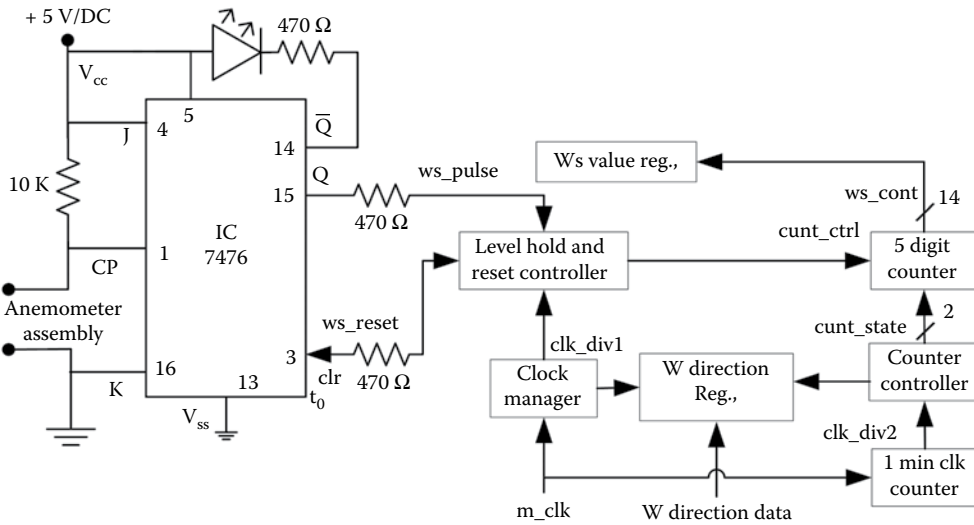 + 5 V/DC
470 Ω
Vcc
5
J
4
Q̅
14
10 K
Q
15
ws_pulse
470 Ω
Ws value reg.,
ws_cont
14
IC
7476
1
CP
Level hold and
reset controller
cunt_ctrl
5 digit
counter
Anemometer
assembly
ws_reset
3
clr
470 Ω
t0
16
K
13
Vss
clk_div1
cunt_state
2
Clock
manager
W direction
Reg.,
Counter
controller
clk_div2
1 min clk
counter
m_clk
W direction data